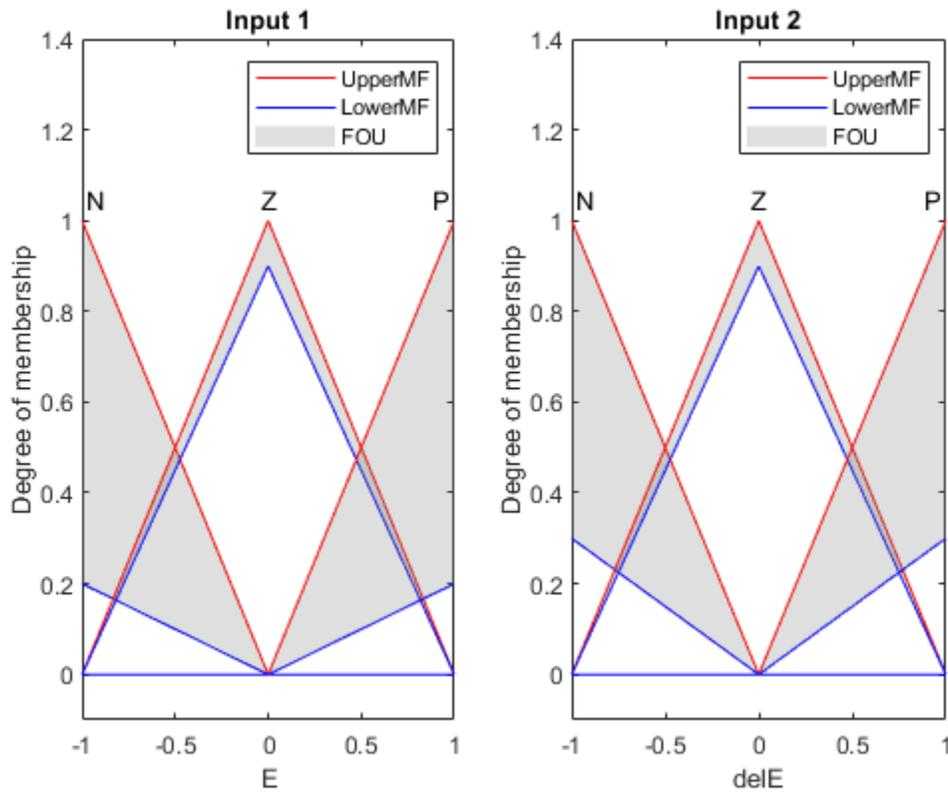 Input 1
1.4
1.2
1
0.8
0.6
0.4
0.2
0
Degree of membership
UpperMF
LowerMF
FOU
N Z P
-1 -0.5 0 0.5 1
E
Input 2
1.4
1.2
1
0.8
0.6
0.4
0.2
0
Degree of membership
UpperMF
LowerMF
FOU
N Z P
-1 -0.5 0 0.5 1
delE